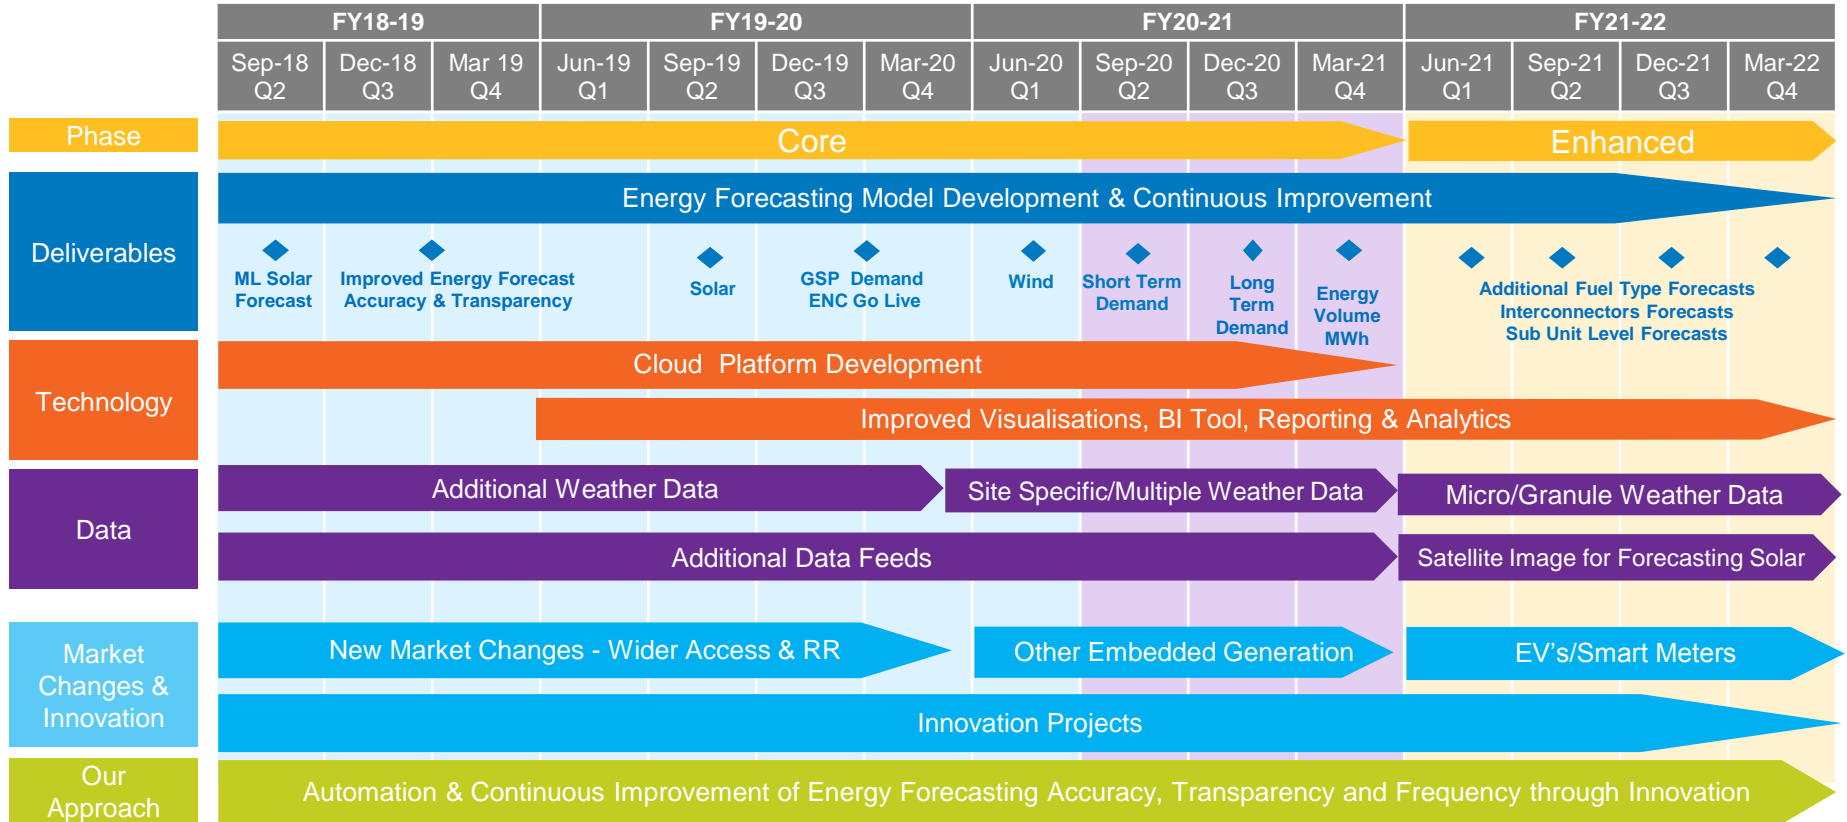 FY18-19
FY19-20
FY20-21
FY21-22
Sep-18
Q2
Dec-18
Q3
Mar 19
Q4
Jun-19
Q1
Sep-19
Q2
Dec-19
Q3
Mar-20
Q4
Jun-20
Q1
Sep-20
Q2
Dec-20
Q3
Mar-21
Q4
Jun-21
Q1
Sep-21
Q2
Dec-21
Q3
Mar-22
Q4
Phase
Core
Enhanced
Deliverables
Energy Forecasting Model Development & Continuous Improvement
ML Solar
Forecast
Improved Energy Forecast
Accuracy & Transparency
Solar
GSP Demand
ENC Go Live
Wind
Short Term
Demand
Long
Term
Demand
Energy
Volume
MWh
Additional Fuel Type Forecasts
Interconnectors Forecasts
Sub Unit Level Forecasts
Technology
Cloud Platform Development
Improved Visualisations, BI Tool, Reporting & Analytics
Data
Additional Weather Data
Site Specific/Multiple Weather Data
Micro/Granule Weather Data
Additional Data Feeds
Satellite Image for Forecasting Solar
Market
Changes &
Innovation
New Market Changes - Wider Access & RR
Other Embedded Generation
EV's/Smart Meters
Innovation Projects
Our
Approach
Automation & Continuous Improvement of Energy Forecasting Accuracy, Transparency and Frequency through Innovation